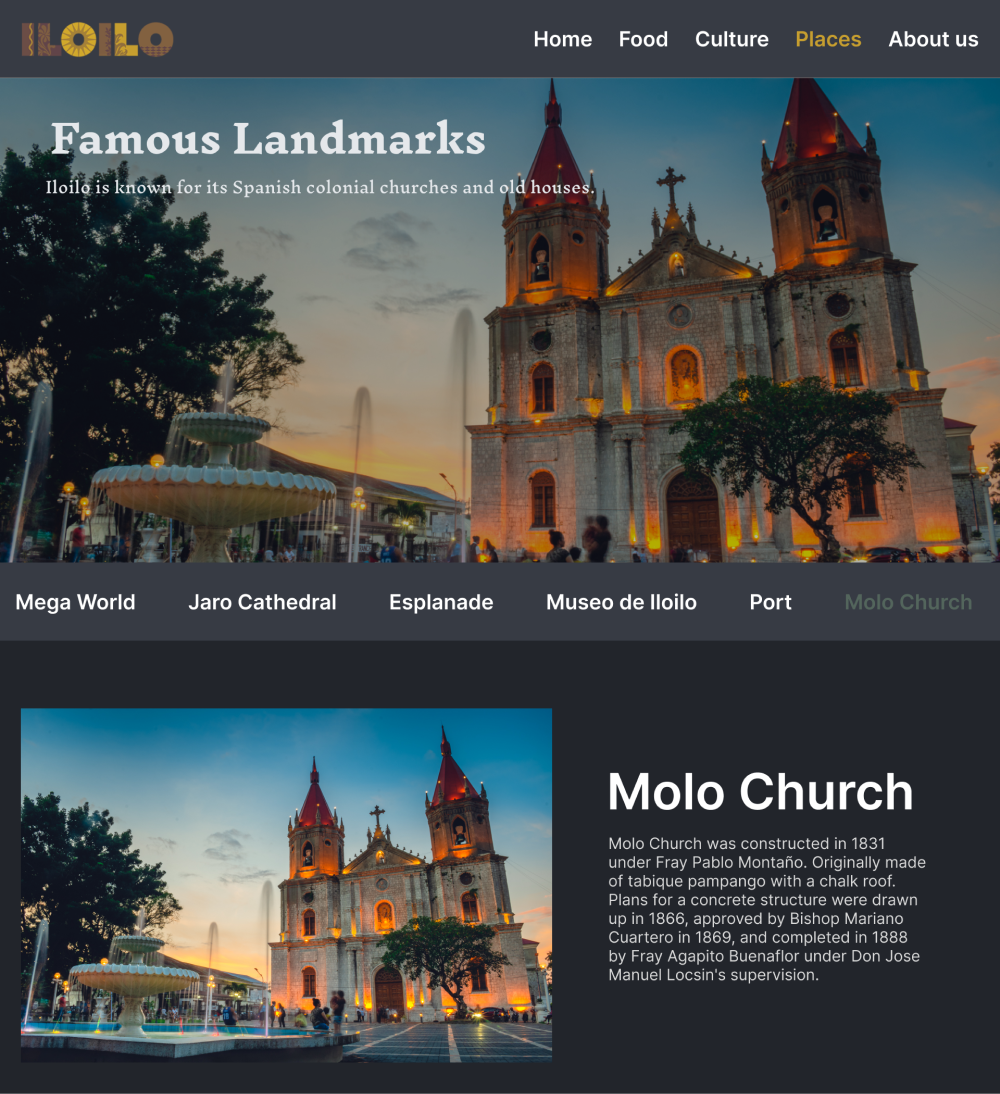 ILOILO
Home Food Culture Places About us
Famous Landmarks
Iloilo is known for its Spanish colonial churches and old houses.
Mega World Jaro Cathedral Esplanade Museo de Iloilo Port Molo Church
Molo Church
Molo Church was constructed in 1831
under Fray Pablo Montaño. Originally made
of tabique pampango with a chalk roof.
Plans for a concrete structure were drawn
up in 1866, approved by Bishop Mariano
Cuartero in 1869, and completed in 1888
by Fray Agapito Buenaflor under Don Jose
Manuel Locsin's supervision.